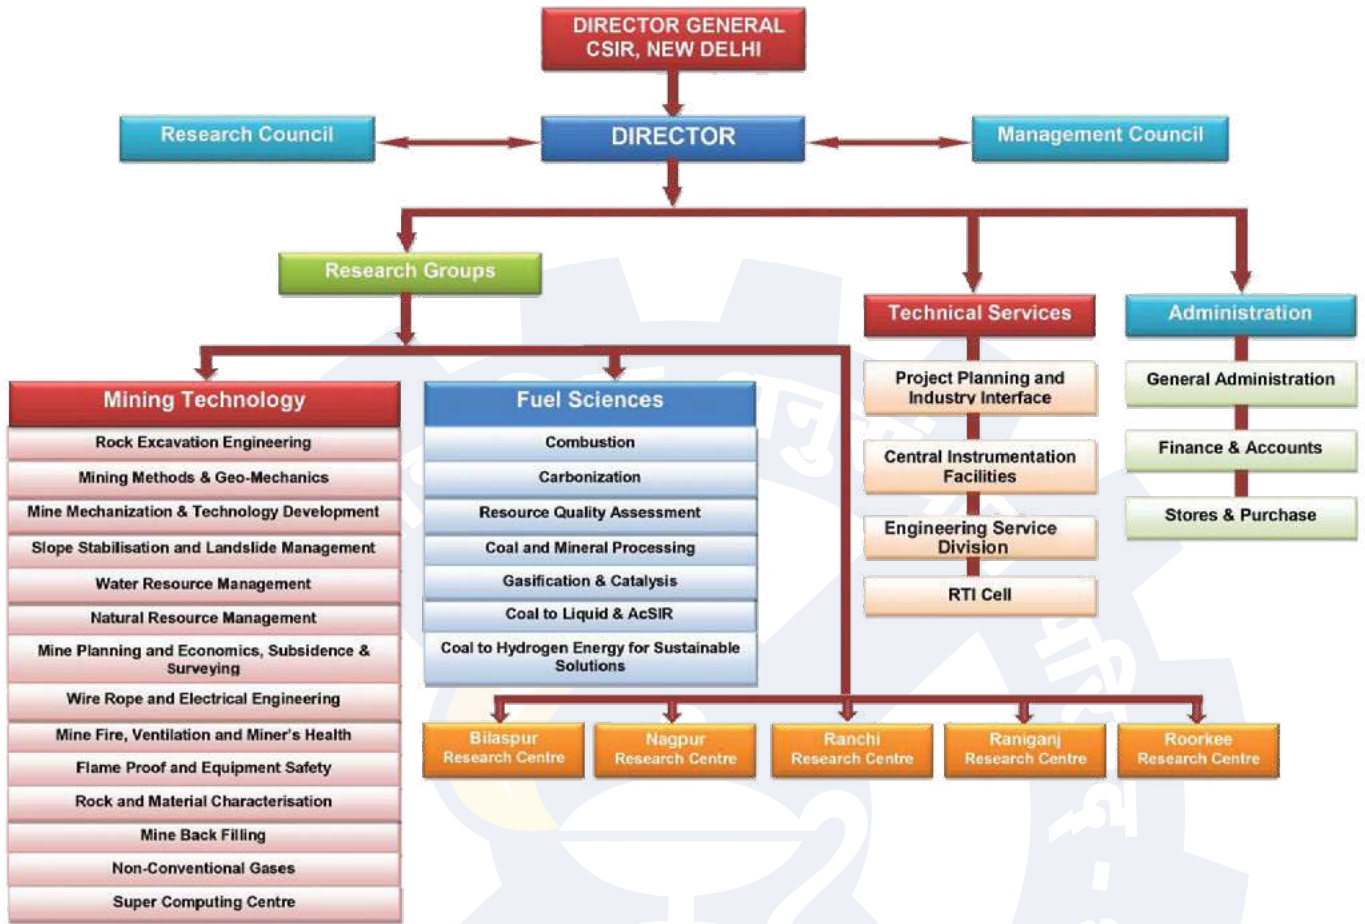 DIRECTOR GENERAL
CSIR, NEW DELHI
Research Council
DIRECTOR
Management Council
Research Groups
Technical Services
Administration
Project Planning and
Industry Interface
Central Instrumentation
Facilities
Engineering Service
Division
RTI Cell
General Administration
Finance & Accounts
Stores & Purchase
Mining Technology
Rock Excavation Engineering
Mining Methods & Geo-Mechanics
Mine Mechanization & Technology Development
Slope Stabilisation and Landslide Management
Water Resource Management
Natural Resource Management
Mine Planning and Economics, Subsidence &
Surveying
Wire Rope and Electrical Engineering
Mine Fire, Ventilation and Miner's Health
Flame Proof and Equipment Safety
Rock and Material Characterisation
Mine Back Filling
Non-Conventional Gases
Super Computing Centre
Fuel Sciences
Combustion
Carbonization
Resource Quality Assessment
Coal and Mineral Processing
Gasification & Catalysis
Coal to Liquid & AcSIR
Coal to Hydrogen Energy for Sustainable
Solutions
Bilaspur
Research Centre
Nagpur
Research Centre
Ranchi
Research Centre
Raniganj
Research Centre
Roorkee
Research Centre